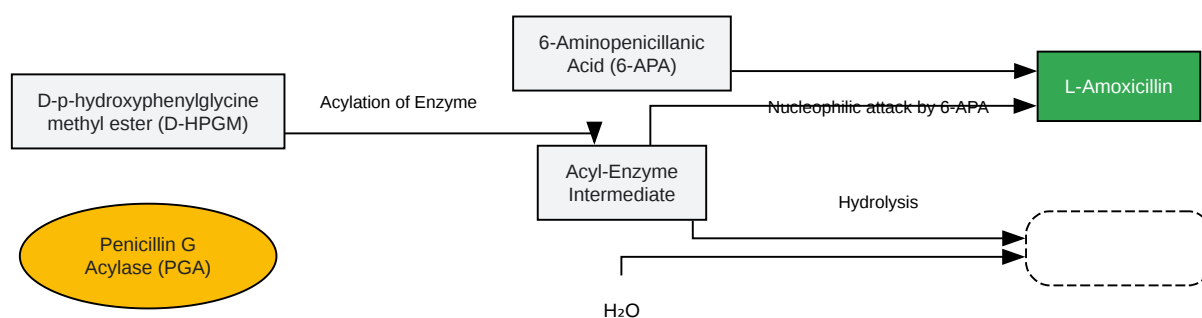 6-Aminopenicillanic
Acid (6-APA)
L-Amoxicillin
D-p-hydroxyphenylglycine
methyl ester (D-HPGM)
Acylation of Enzyme
Nucleophilic attack by 6-APA
Acyl-Enzyme
Intermediate
Hydrolysis
Penicillin G
Acylase (PGA)
H₂O